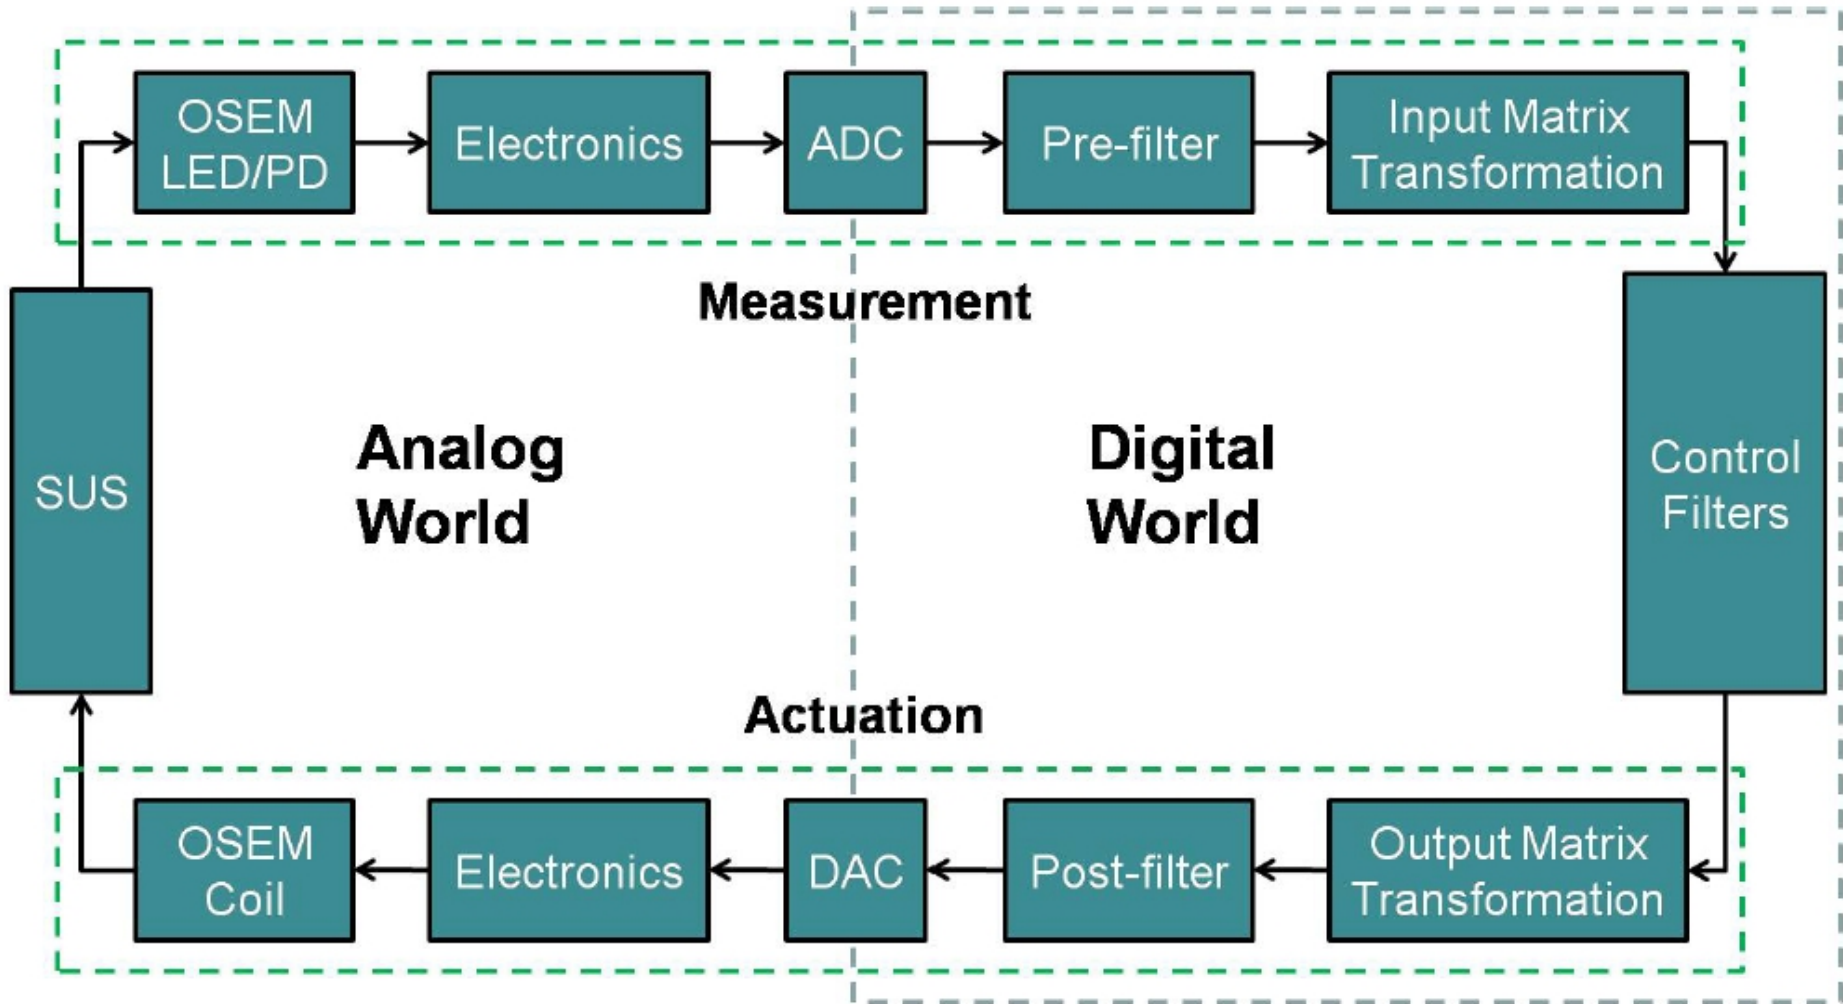 OSEM
LED/PD
Electronics
ADC
Pre-filter
Input Matrix
Transformation
Measurement
SUS
Analog
World
Digital
World
Control
Filters
Actuation
OSEM
Coil
Electronics
DAC
Post-filter
Output Matrix
Transformation